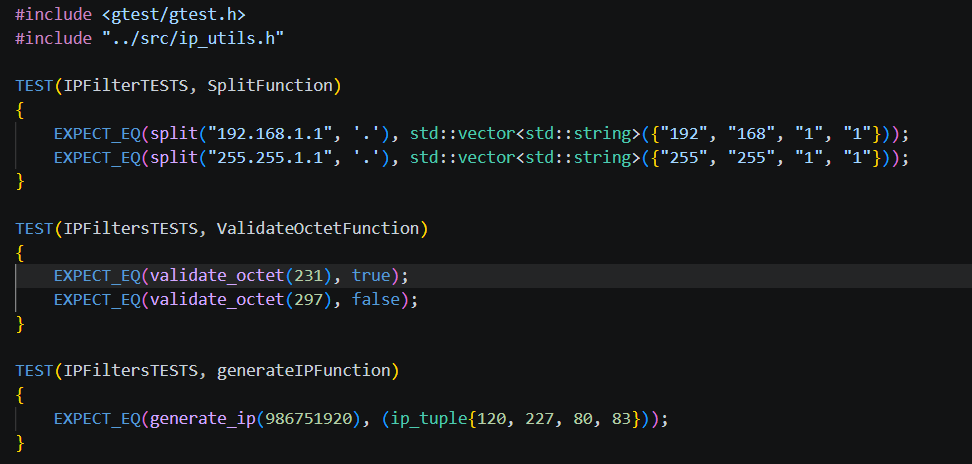 #include <gtest/gtest.h>
#include "../src/ip_utils.h"
TEST(IPFilterTESTS, SplitFunction)
{
EXPECT_EQ(split("192.168.1.1", '.'), std::vector<std::string>({"192", "168", "1", "1"}));
EXPECT_EQ(split("255.255.1.1", '.'), std::vector<std::string>({"255", "255", "1", "1"}));
}
TEST(IPFiltersTESTS, ValidateOctetFunction)
{
EXPECT_EQ(validate_octet(231), true);
EXPECT_EQ(validate_octet(297), false);
}
TEST(IPFiltersTESTS, generateIPFunction)
{
EXPECT_EQ(generate_ip(986751920), (ip_tuple{120, 227, 80, 83}));
}